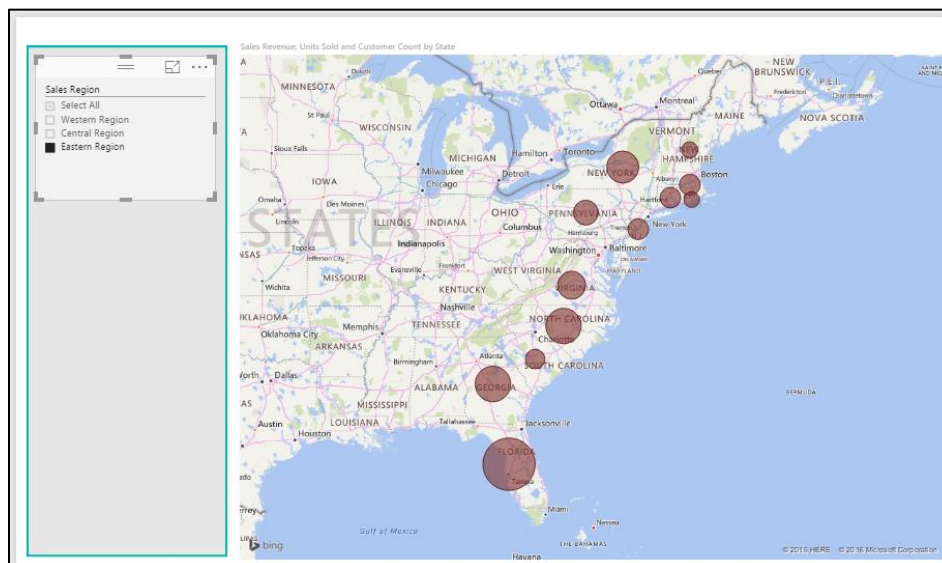 Sales Revenue, Units Sold and Customer Count by State
Sales Region
Select All
Western Region
Central Region
Eastern Region
NEW
BRUNSWICK
P.E.I.
Charlottetown
Fredericton
NOVA SCOTIA
Duluth
MINNESOTA
St Paul
WISCONSIN
Quebec
Ottawa
Montreal
MAINE
VERMONT
Sioux Falls
MICHIGAN
Hamilton
Toronto
NEW
HAMPSHIRE
Milwaukee
Detroit
NEW YORK
Albany
Boston
Chicago
Erie
Hartford
IOWA
Omaha
Des Moines
OHIO
PENNSYLVANIA
New York
Lincoln
ILLINOIS
INDIANA
Columbus
Harrisburg
Trenton
STATES
Indianapolis
Washington
Baltimore
Topeka
Jefferson City
DELAWARE
MARYLAND
MISSOURI
Evansville
Frankfort
WEST VIRGINIA
Wichita
KENTUCKY
VIRGINIA
Nashville
Oklahoma City
Memphis
TENNESSEE
NORTH CAROLINA
Charlotte
ARKANSAS
Birmingham
Atlanta
SOUTH CAROLINA
Dallas
ALABAMA
GEORGIA
BERMUDA
MISSISSIPPI
Austin
LOUISIANA
Tallahassee
Jacksonville
Houston
FLORIDA
Tampa
Miami
Gulf of Mexico
Nassau
THE BAHAMAS
Havana
bing
© 2016 HERE © 2016 Microsoft Corporation